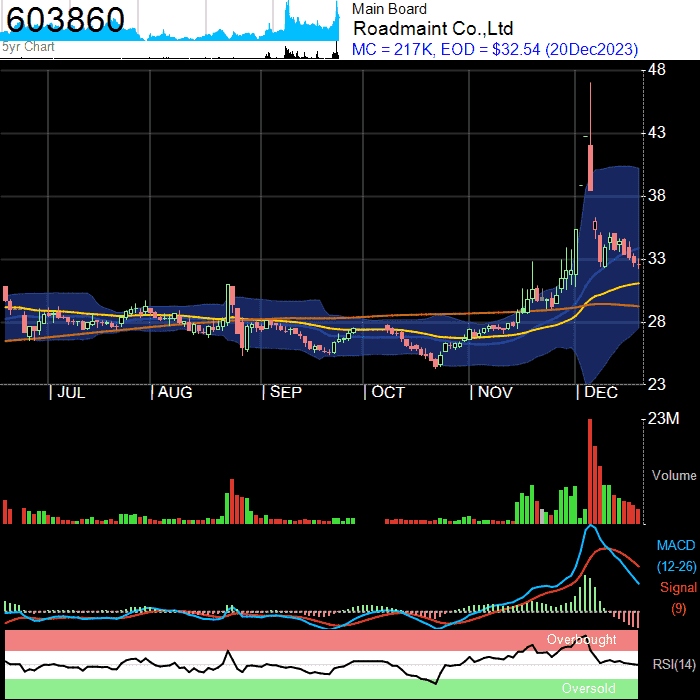 603860
5yr Chart
Main Board
Roadmaint Co.,Ltd
MC = 217K, EOD = $32.54 (20Dec2023)
48
43
38
33
28
23
| JUL | AUG | SEP | OCT | NOV | DEC
23M
Volume
MACD
(12-26)
Signal
(9)
Overbought
RSI(14)
Oversold